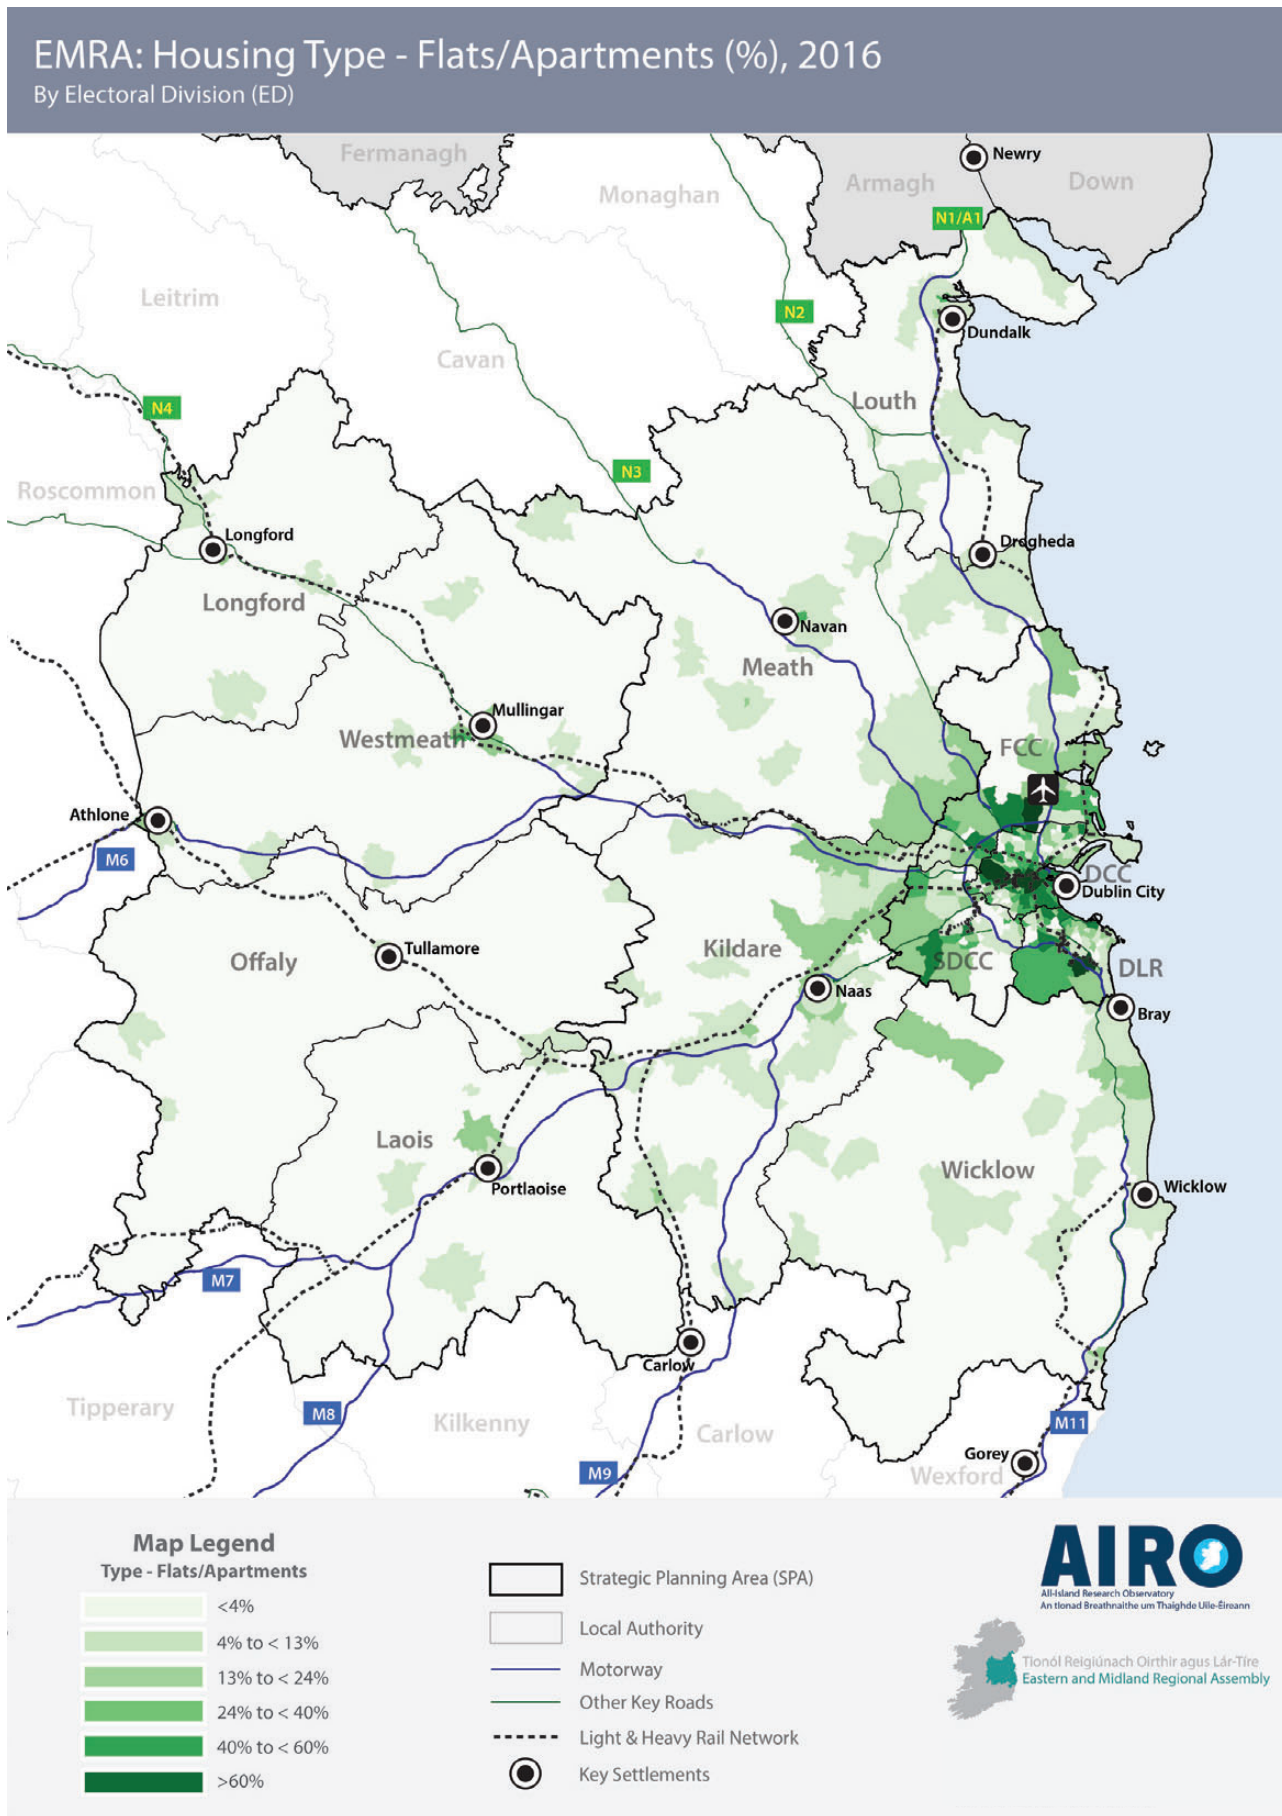 EMRA: Housing Type - Flats/Apartments (%), 2016
By Electoral Division (ED)
Fermanagh
Monaghan
Armagh
Newry
Down
N1/A1
Leitrim
N2
Dundalk
Cavan
Louth
N4
N3
Roscommon
Longford
Drogheda
Longford
Navan
Meath
Mullingar
Westmeath
FCC
Athlone
M6
DCC
Dublin City
Offaly
Tullamore
Kildare
SDCC
DLR
Naas
Bray
Laois
Portlaoise
Wicklow
Wicklow
M7
Carlow
Tipperary
M8
Kilkenny
Carlow
M11
M9
Gorey
Wexford
Map Legend
Type - Flats/Apartments
<4%
4% to < 13%
13% to < 24%
24% to < 40%
40% to < 60%
>60%
Strategic Planning Area (SPA)
Local Authority
Motorway
Other Key Roads
Light & Heavy Rail Network
Key Settlements
AIRO
All-Island Research Observatory
An tIonad Breathnaithe um Thaighde Uile-Éireann
Tionól Reigiúnach Oirthir agus Lár-Tíre
Eastern and Midland Regional Assembly